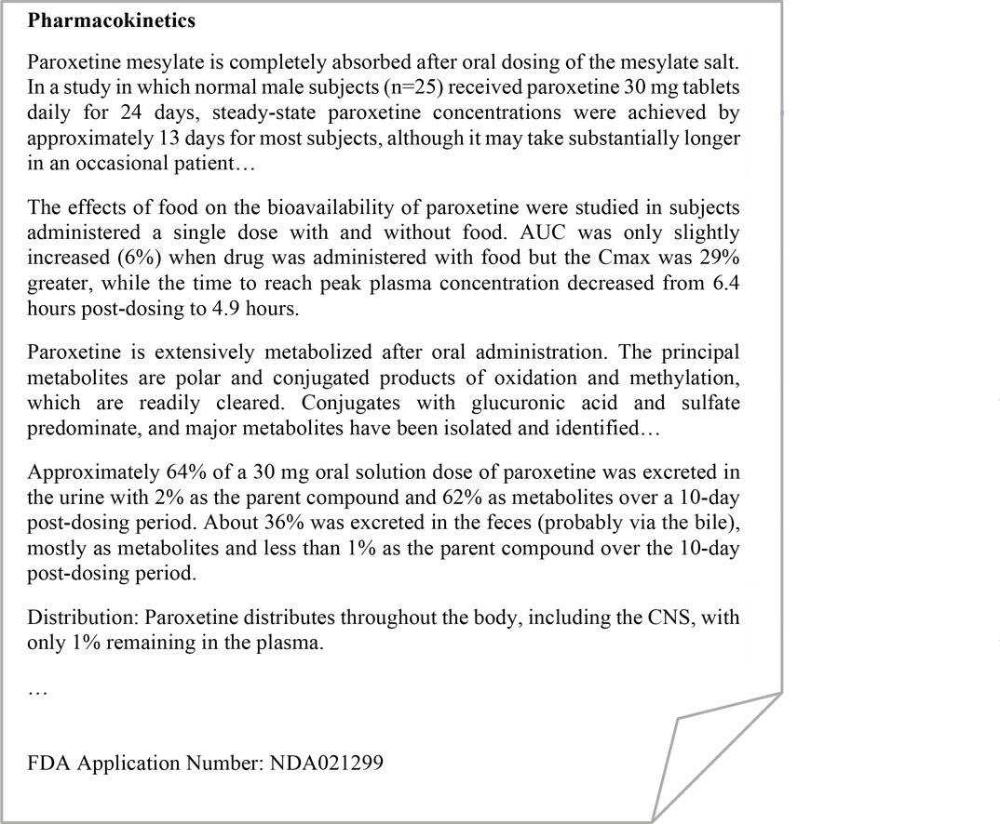 Pharmacokinetics
Paroxetine mesylate is completely absorbed after oral dosing of the mesylate salt.
In a study in which normal male subjects (n=25) received paroxetine 30 mg tablets
daily for 24 days, steady-state paroxetine concentrations were achieved by
approximately 13 days for most subjects, although it may take substantially longer
in an occasional patient…
The effects of food on the bioavailability of paroxetine were studied in subjects
administered a single dose with and without food. AUC was only slightly
increased (6%) when drug was administered with food but the Cmax was 29%
greater, while the time to reach peak plasma concentration decreased from 6.4
hours post-dosing to 4.9 hours.
Paroxetine is extensively metabolized after oral administration. The principal
metabolites are polar and conjugated products of oxidation and methylation,
which are readily cleared. Conjugates with glucuronic acid and sulfate
predominate, and major metabolites have been isolated and identified…
Approximately 64% of a 30 mg oral solution dose of paroxetine was excreted in
the urine with 2% as the parent compound and 62% as metabolites over a 10-day
post-dosing period. About 36% was excreted in the feces (probably via the bile),
mostly as metabolites and less than 1% as the parent compound over the 10-day
post-dosing period.
Distribution: Paroxetine distributes throughout the body, including the CNS, with
only 1% remaining in the plasma.
…
FDA Application Number: NDA021299